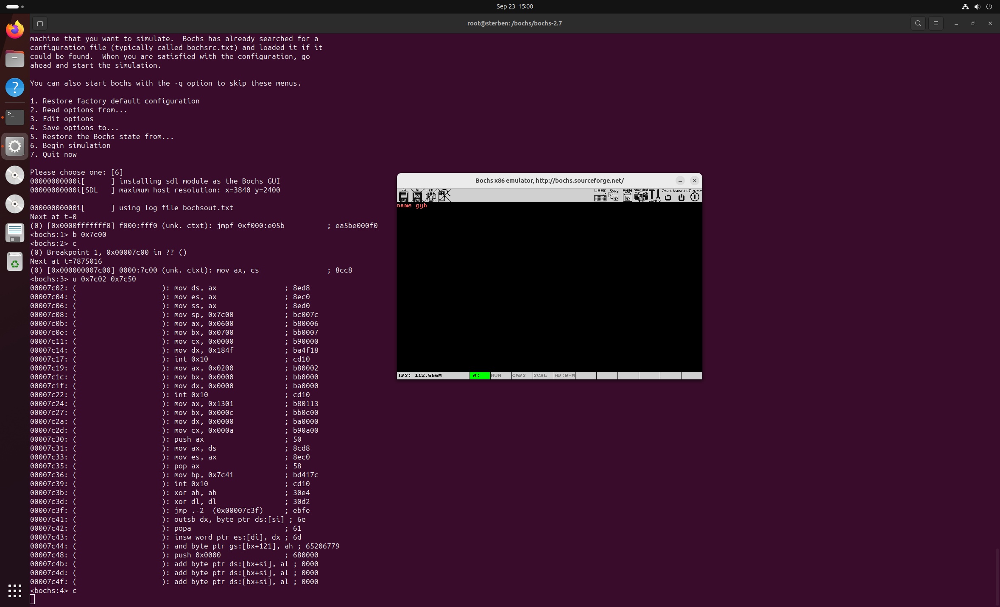 Sep 23 15:00
root@sterben: /bochs/bochs-2.7
machine that you want to simulate.  Bochs has already searched for a
configuration file (typically called bochsrc.txt) and loaded it if it
could be found.  When you are satisfied with the configuration, go
ahead and start the simulation.
You can also start bochs with the -q option to skip these menus.
1. Restore factory default configuration
2. Read options from...
3. Edit options
4. Save options to...
5. Restore the Bochs state from...
6. Begin simulation
7. Quit now
Please choose one: [6]
00000000000i[      ] installing sdl module as the Bochs GUI
00000000000i[SDL   ] maximum host resolution: x=3840 y=2400
00000000000i[      ] using log file bochsout.txt
Next at t=0
(0) [0x0000fffffff0] f000:fff0 (unk. ctxt): jmpf 0xf000:e05b          ; ea5be000f0
<bochs:1> b 0x7c00
<bochs:2> c
(0) Breakpoint 1, 0x00007c00 in ?? ()
Next at t=7875016
(0) [0x000000007c00] 0000:7c00 (unk. ctxt): mov ax, cs                ; 8cc8
<bochs:3> u 0x7c02 0x7c50
00007c02: (                    ): mov ds, ax                ; 8ed8
00007c04: (                    ): mov es, ax                ; 8ec0
00007c06: (                    ): mov ss, ax                ; 8ed0
00007c08: (                    ): mov sp, 0x7c00            ; bc007c
00007c0b: (                    ): mov ax, 0x0600            ; b80006
00007c0e: (                    ): mov bx, 0x0700            ; bb0007
00007c11: (                    ): mov cx, 0x0000            ; b90000
00007c14: (                    ): mov dx, 0x184f            ; ba4f18
00007c17: (                    ): int 0x10                  ; cd10
00007c19: (                    ): mov ax, 0x0200            ; b80002
00007c1c: (                    ): mov bx, 0x0000            ; bb0000
00007c1f: (                    ): mov dx, 0x0000            ; ba0000
00007c22: (                    ): int 0x10                  ; cd10
00007c24: (                    ): mov ax, 0x1301            ; b80113
00007c27: (                    ): mov bx, 0x000c            ; bb0c00
00007c2a: (                    ): mov dx, 0x0000            ; ba0000
00007c2d: (                    ): mov cx, 0x000a            ; b90a00
00007c30: (                    ): push ax                   ; 50
00007c31: (                    ): mov ax, ds                ; 8cd8
00007c33: (                    ): mov es, ax                ; 8ec0
00007c35: (                    ): pop ax                    ; 58
00007c36: (                    ): mov bp, 0x7c41            ; bd417c
00007c39: (                    ): int 0x10                  ; cd10
00007c3b: (                    ): xor ah, ah                ; 30e4
00007c3d: (                    ): xor dl, dl                ; 30d2
00007c3f: (                    ): jmp .-2  (0x00007c3f)     ; ebfe
00007c41: (                    ): outsb dx, byte ptr ds:[si] ; 6e
00007c42: (                    ): popa                      ; 61
00007c43: (                    ): insw word ptr es:[di], dx ; 6d
00007c44: (                    ): and byte ptr gs:[bx+121], ah ; 65206779
00007c48: (                    ): push 0x0000               ; 680000
00007c4b: (                    ): add byte ptr ds:[bx+si], al ; 0000
00007c4d: (                    ): add byte ptr ds:[bx+si], al ; 0000
00007c4f: (                    ): add byte ptr ds:[bx+si], al ; 0000
<bochs:4> c
Bochs x86 emulator, http://bochs.sourceforge.net/
A: B: CD USER Copy Paste snapshot CONFIG Reset SUSPEND Power
name gyh
IPS: 112.566M A: NUM CAPS SCRL HD:0-M